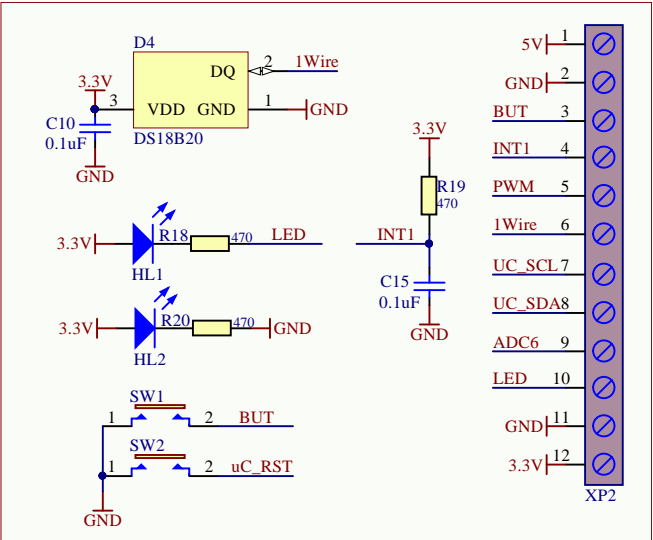 D4
DQ
2
1Wire
3.3V
3
VDD
GND
1
GND
C10
0.1uF
DS18B20
GND
3.3V
R19
470
3.3V
R18
470
LED
INT1
HL1
C15
0.1uF
GND
3.3V
R20
470
GND
HL2
SW1
1
2
BUT
SW2
1
2
uC_RST
GND
5V
1
GND
2
BUT
3
INT1
4
PWM
5
1Wire
6
UC_SCL
7
UC_SDA
8
ADC6
9
LED
10
GND
11
3.3V
12
XP2